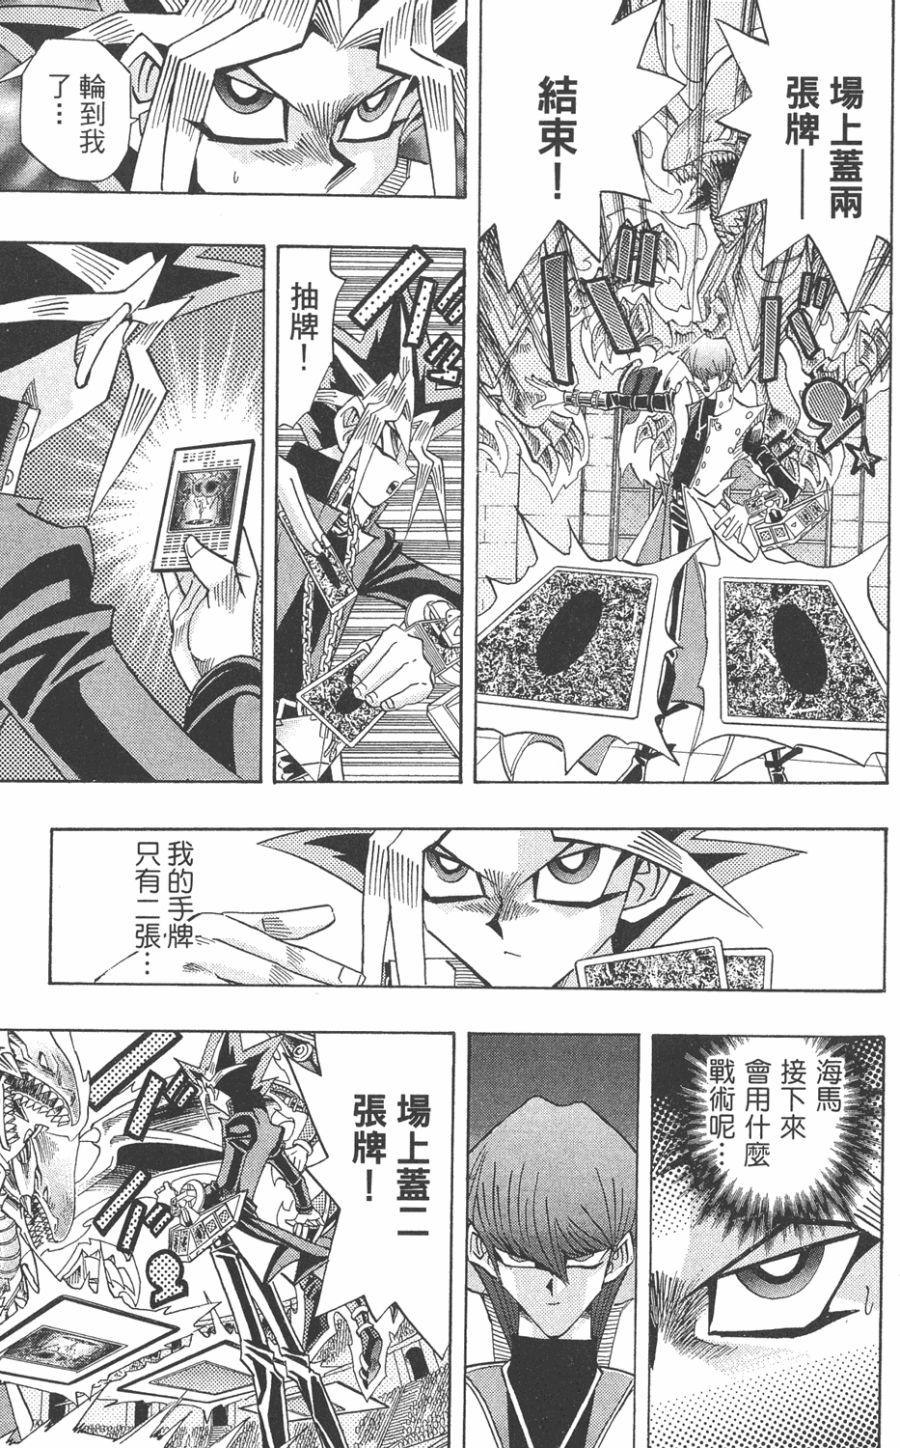 場上蓋兩
張牌——
結束！
輪到我
了…
抽牌！
我的手牌
只有二張…
海馬
接下來
會用什麼
戰術呢…
場上蓋二
張牌！